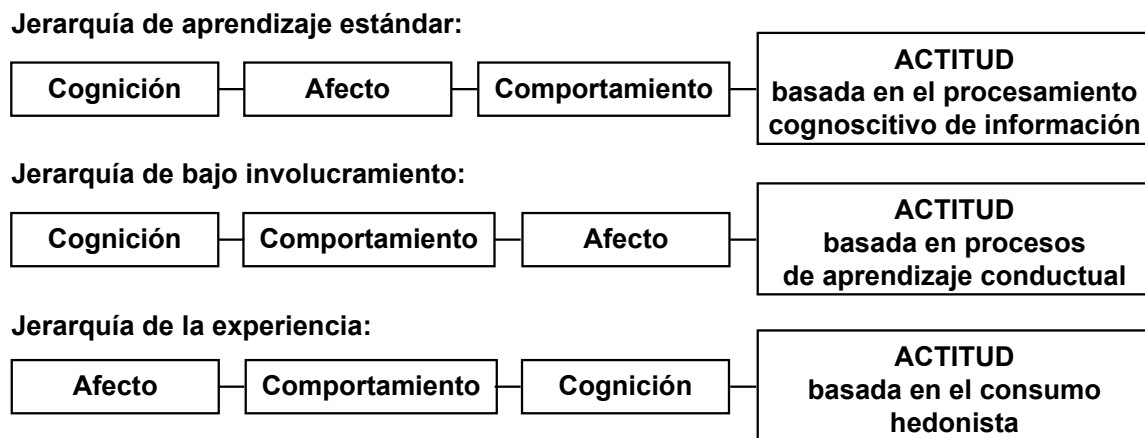 Jerarquía de aprendizaje estándar:
Cognición
Afecto
Comportamiento
ACTITUD
basada en el procesamiento
cognoscitivo de información
Jerarquía de bajo involucramiento:
Cognición
Comportamiento
Afecto
ACTITUD
basada en procesos
de aprendizaje conductual
Jerarquía de la experiencia:
Afecto
Comportamiento
Cognición
ACTITUD
basada en el consumo
hedonista